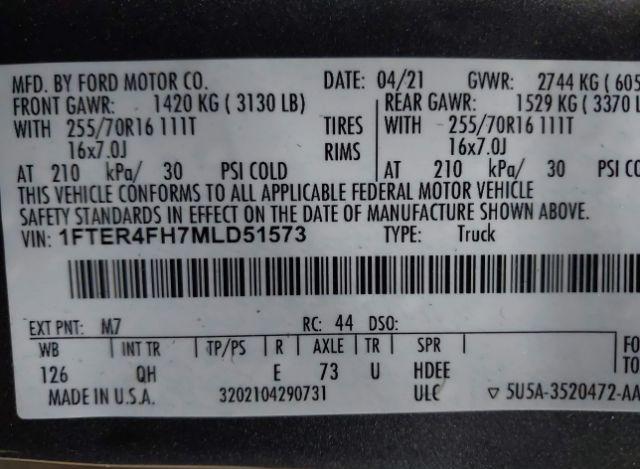 MFD. BY FORD MOTOR CO. DATE: 04/21 GVWR: 2744 KG ( 605
FRONT GAWR: 1420 KG ( 3130 LB) REAR GAWR: 1529 KG ( 3370 L
WITH 255/70R16 111T TIRES WITH 255/70R16 111T
16x7.0J RIMS 16x7.0J
AT 210 kPa/ 30 PSI COLD AT 210 kPa/ 30 PSI CO
THIS VEHICLE CONFORMS TO ALL APPLICABLE FEDERAL MOTOR VEHICLE
SAFETY STANDARDS IN EFFECT ON THE DATE OF MANUFACTURE SHOWN ABOVE.
VIN: 1FTER4FH7MLD51573 TYPE: Truck
EXT PNT: M7 RC: 44 DSO:
WB INT TR TP/PS R AXLE TR SPR FO
126 QH E 73 U HDEE TO
MADE IN U.S.A. 3202104290731 ULC ▽ 5U5A-3520472-AA